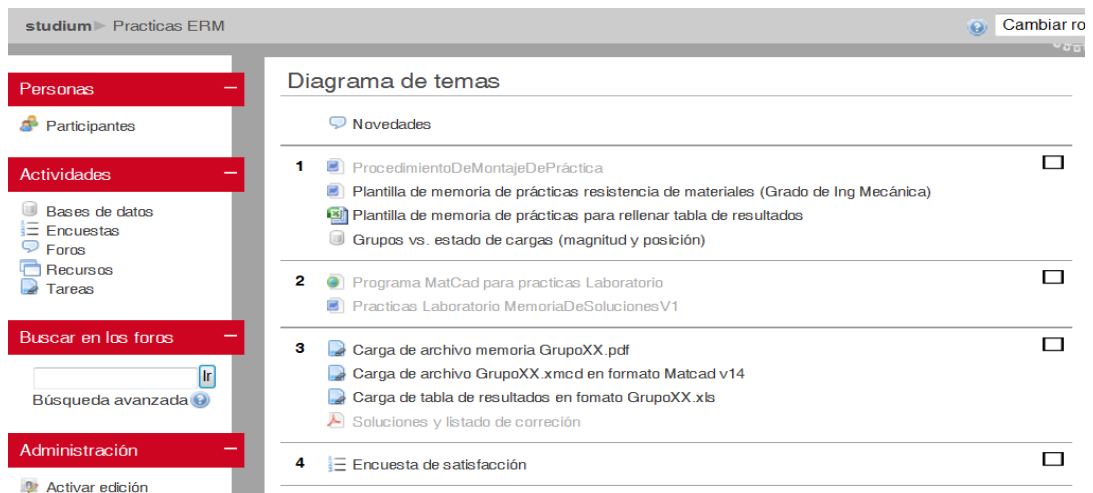 studium► Practicas ERM
Cambiar ro
Personas
Participantes
Actividades
Bases de datos
Encuestas
Foros
Recursos
Tareas
Buscar en los foros
Ir
Búsqueda avanzada
Administración
Activar edición
Diagrama de temas
Novedades
1 ProcedimientoDeMontajeDePráctica
Plantilla de memoria de prácticas resistencia de materiales (Grado de Ing Mecánica)
Plantilla de memoria de prácticas para rellenar tabla de resultados
Grupos vs. estado de cargas (magnitud y posición)
2 Programa MatCad para practicas Laboratorio
Practicas Laboratorio MemoriaDeSolucionesV1
3 Carga de archivo memoria GrupoXX.pdf
Carga de archivo GrupoXX.xmcd en formato Matcad v14
Carga de tabla de resultados en fomato GrupoXX.xls
Soluciones y listado de correción
4 Encuesta de satisfacción